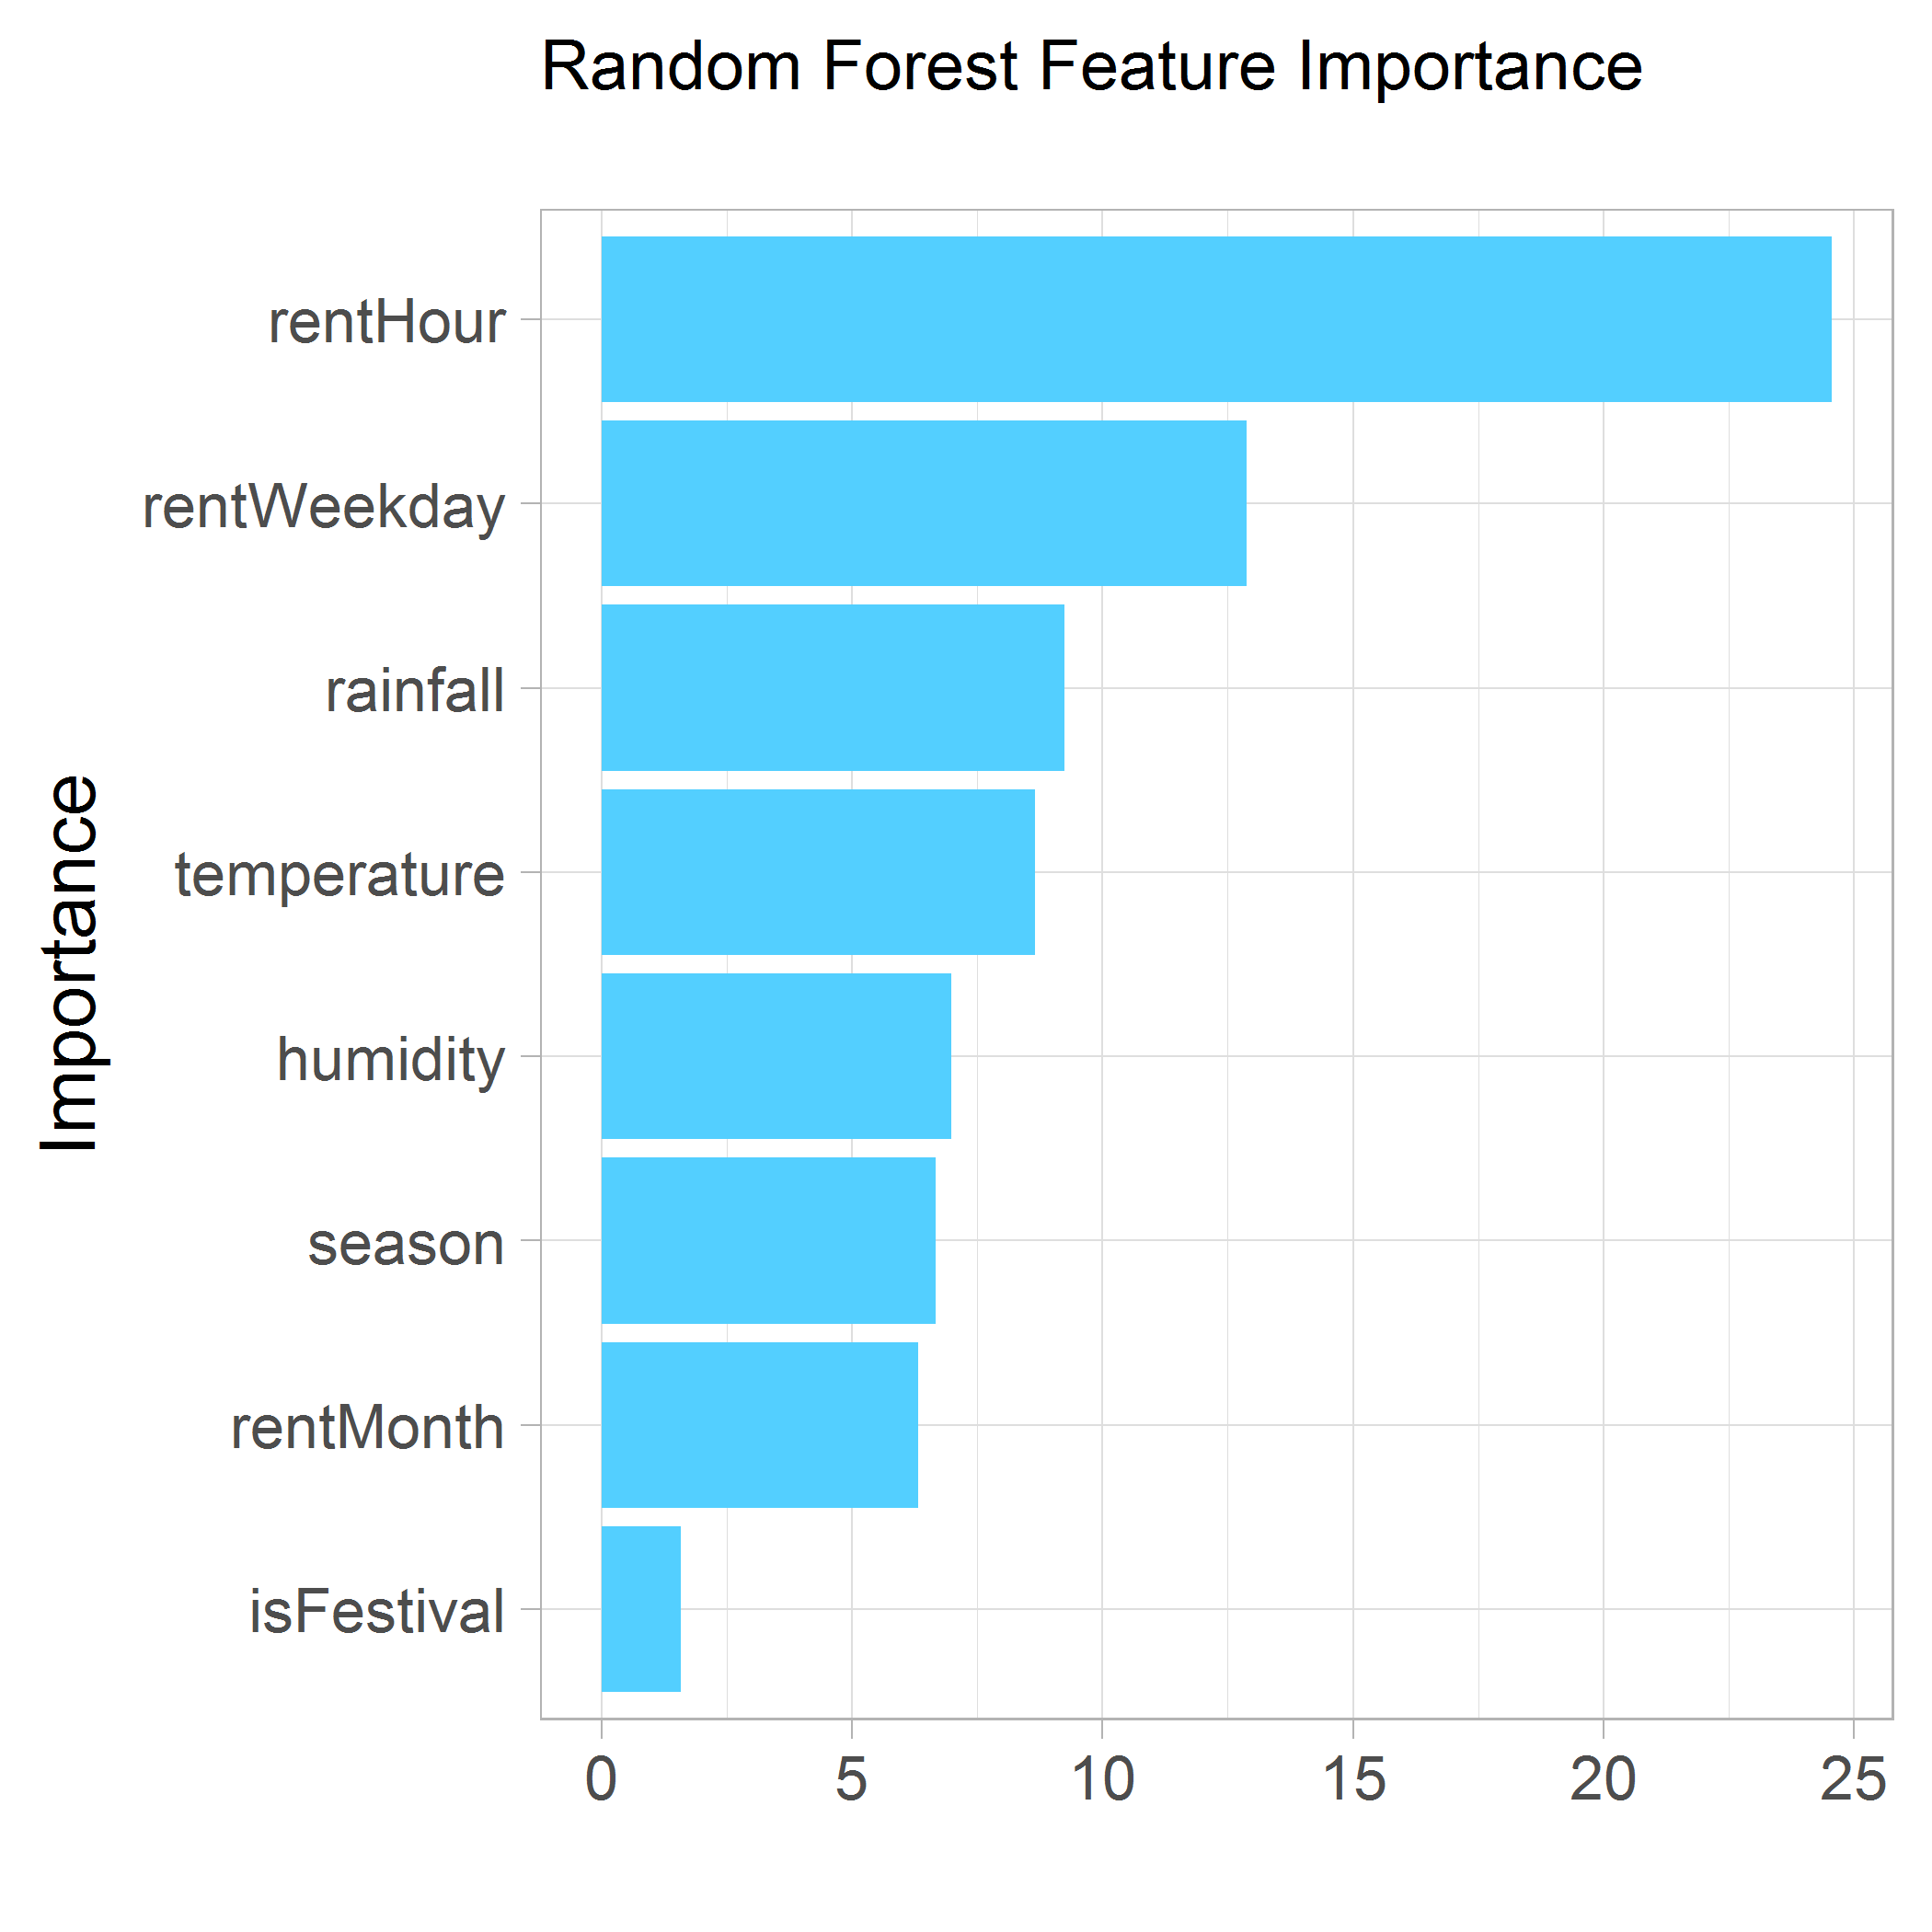 Random Forest Feature Importance
rentHour
rentWeekday
rainfall
temperature
humidity
season
rentMonth
isFestival
Importance
0 5 10 15 20 25